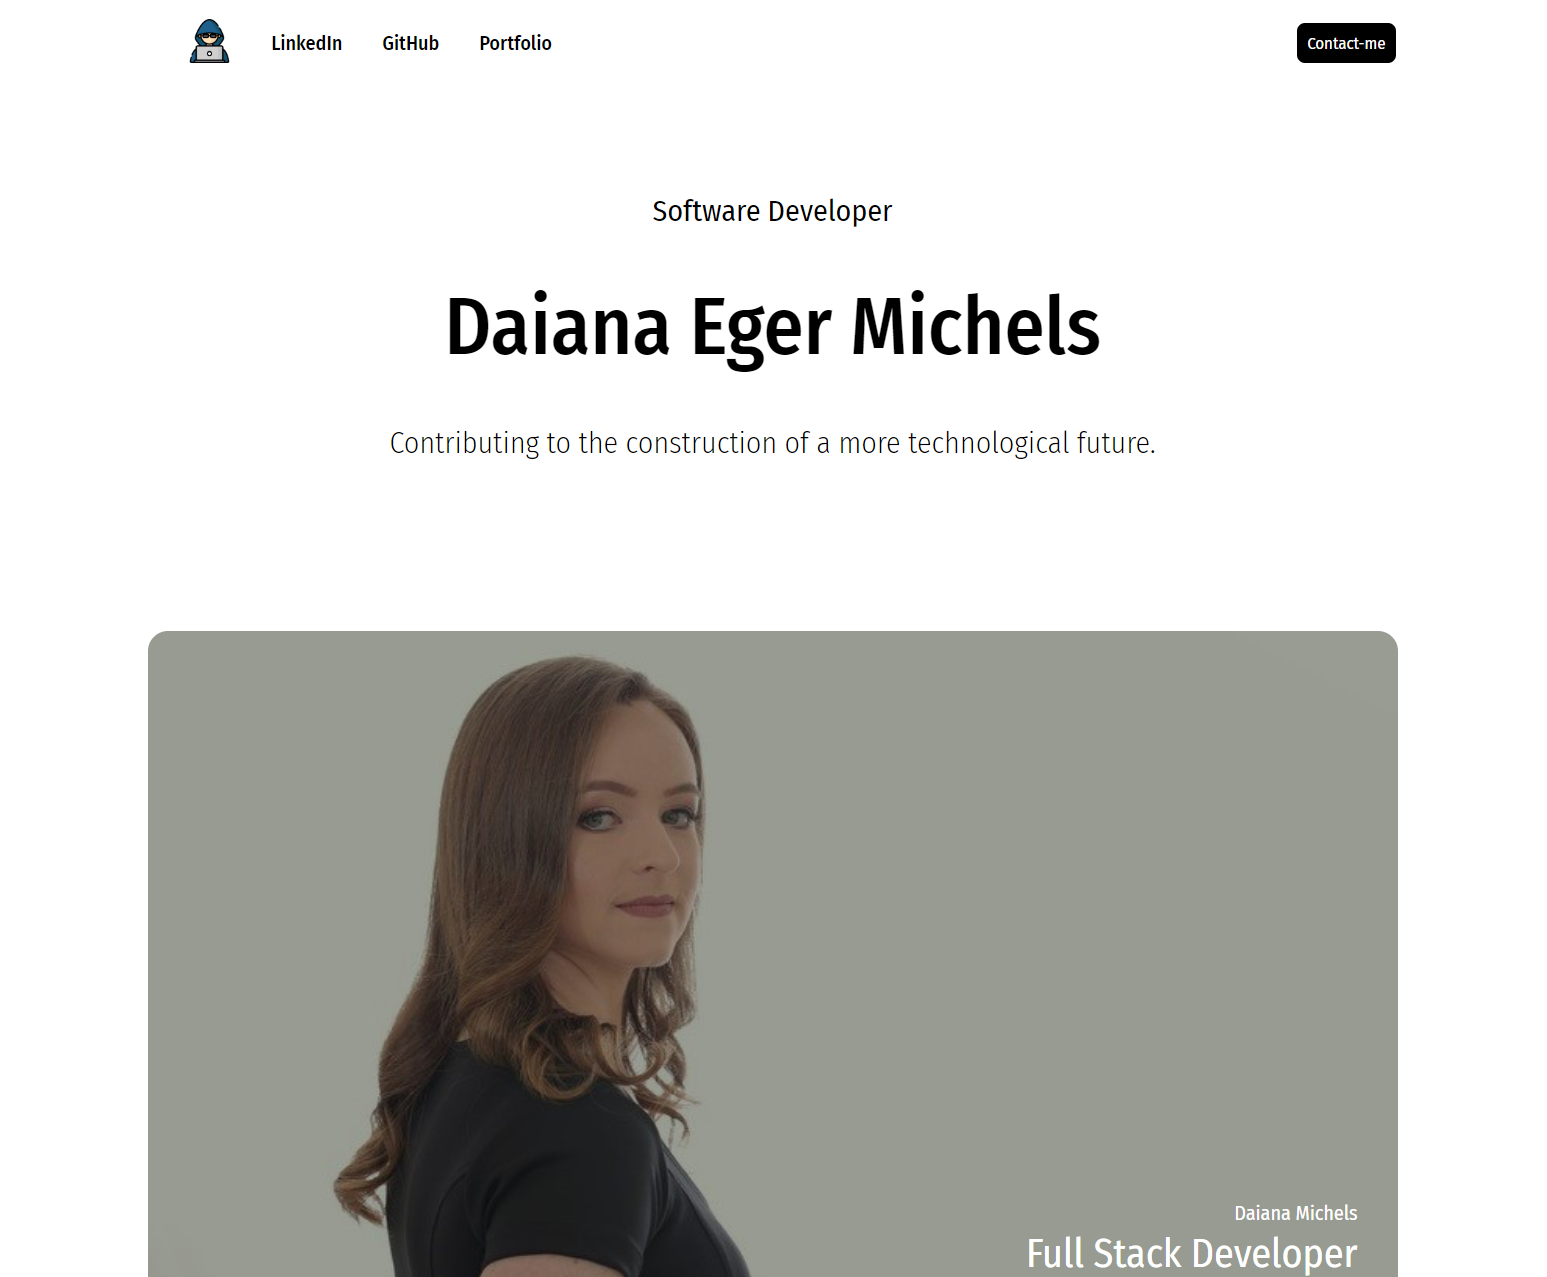 LinkedIn GitHub Portfolio Contact-me
Software Developer
Daiana Eger Michels
Contributing to the construction of a more technological future.
Daiana Michels
Full Stack Developer